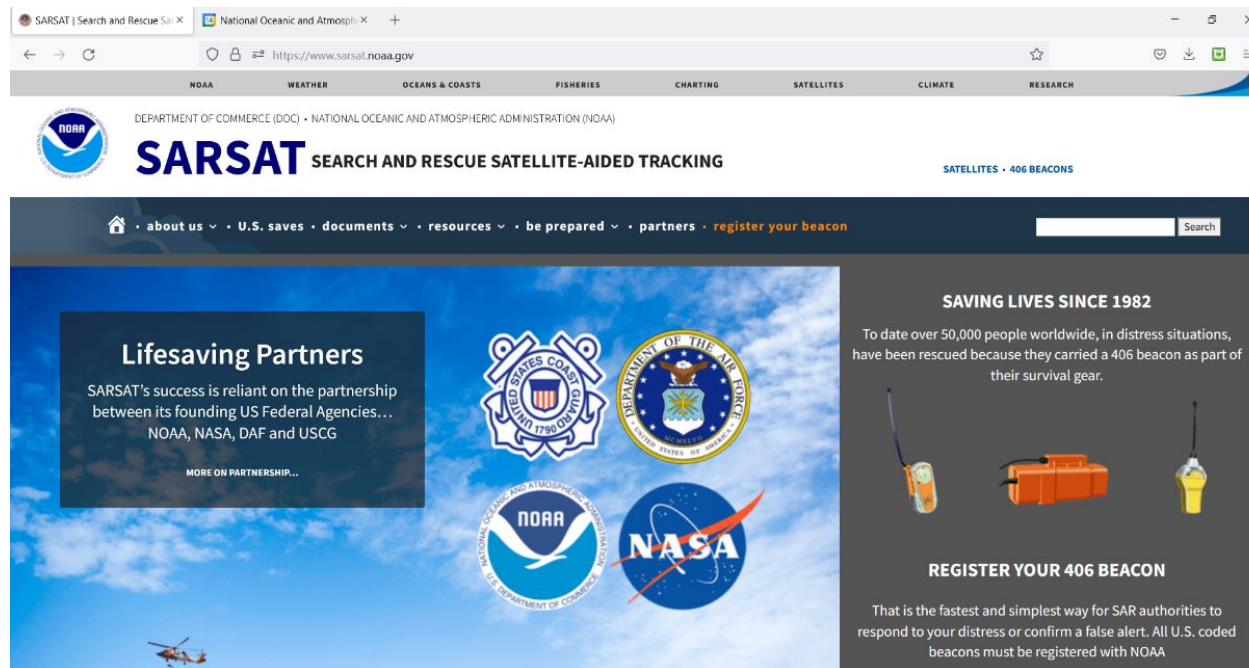 SARSAT | Search and Rescue Sat
National Oceanic and Atmosph
https://www.sarsat.noaa.gov
NOAA WEATHER OCEANS & COASTS FISHERIES CHARTING SATELLITES CLIMATE RESEARCH
DEPARTMENT OF COMMERCE (DOC) • NATIONAL OCEANIC AND ATMOSPHERIC ADMINISTRATION (NOAA)
SARSAT SEARCH AND RESCUE SATELLITE-AIDED TRACKING
SATELLITES • 406 BEACONS
• about us • U.S. saves • documents • resources • be prepared • partners • register your beacon
Search
Lifesaving Partners
SARSAT's success is reliant on the partnership
between its founding US Federal Agencies…
NOAA, NASA, DAF and USCG
MORE ON PARTNERSHIP...
UNITED STATES COAST GUARD
1790
DEPARTMENT OF THE AIR FORCE
MCMXLVII
UNITED STATES OF AMERICA
NATIONAL OCEANIC AND ATMOSPHERIC ADMINISTRATION
NOAA
U.S. DEPARTMENT OF COMMERCE
NASA
SAVING LIVES SINCE 1982
To date over 50,000 people worldwide, in distress situations,
have been rescued because they carried a 406 beacon as part of
their survival gear.
REGISTER YOUR 406 BEACON
That is the fastest and simplest way for SAR authorities to
respond to your distress or confirm a false alert. All U.S. coded
beacons must be registered with NOAA